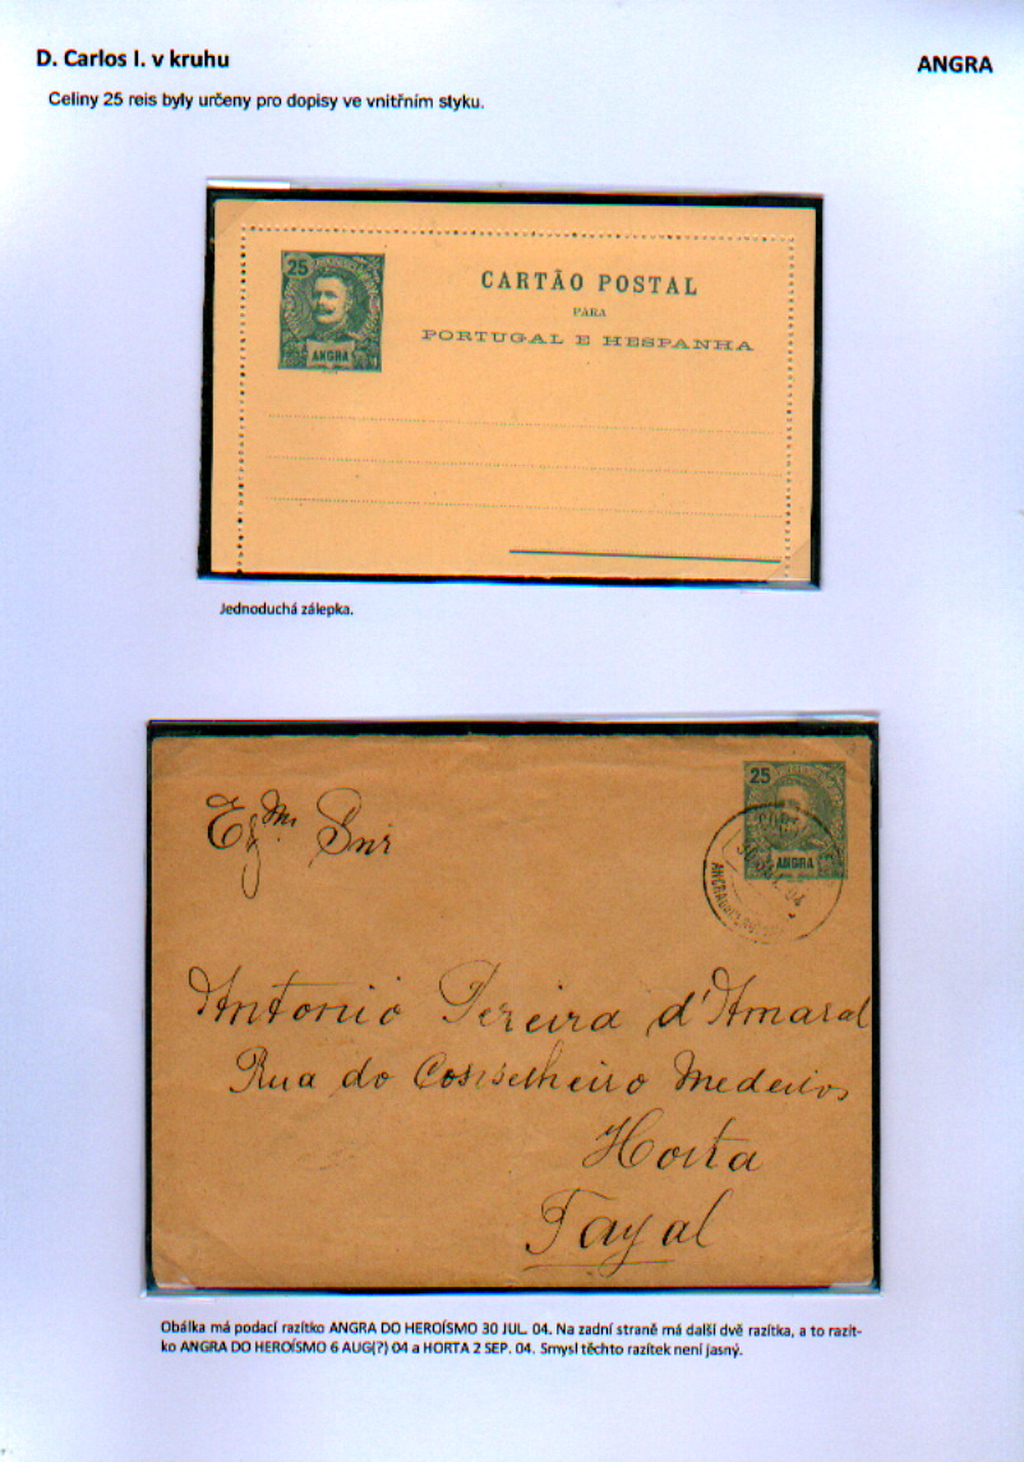 D. Carlos I. v kruhu
ANGRA
Celiny 25 reis byly určeny pro dopisy ve vnitřním styku.
25
ANGRA
CARTÃO POSTAL
PARA
PORTUGAL E HESPANHA
Jednoduchá zálepka.
25
ANGRA
30 JUL. 04
Snr
Antonio Pereira d'Amaral
Rua do Conselheiro Medeiros
Horta
Fayal
Obálka má podací razítko ANGRA DO HEROÍSMO 30 JUL. 04. Na zadní straně má další dvě razítka, a to razít-
ko ANGRA DO HEROÍSMO 6 AUG(?) 04 a HORTA 2 SEP. 04. Smysl těchto razítek není jasný.